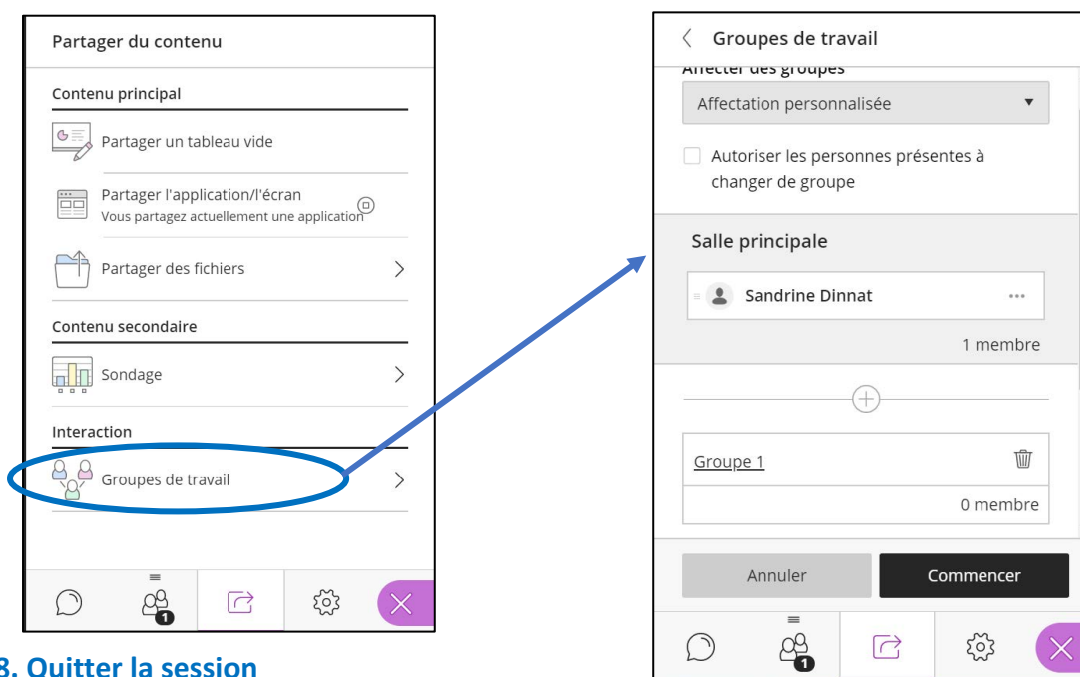 Partager du contenu
Contenu principal
Partager un tableau vide
Partager l'application/l'écran
Vous partagez actuellement une application
Partager des fichiers
Contenu secondaire
Sondage
Interaction
Groupes de travail
1
Groupes de travail
Affecter des groupes
Affectation personnalisée
Autoriser les personnes présentes à
changer de groupe
Salle principale
Sandrine Dinnat
1 membre
Groupe 1
0 membre
Annuler
Commencer
1
8. Quitter la session